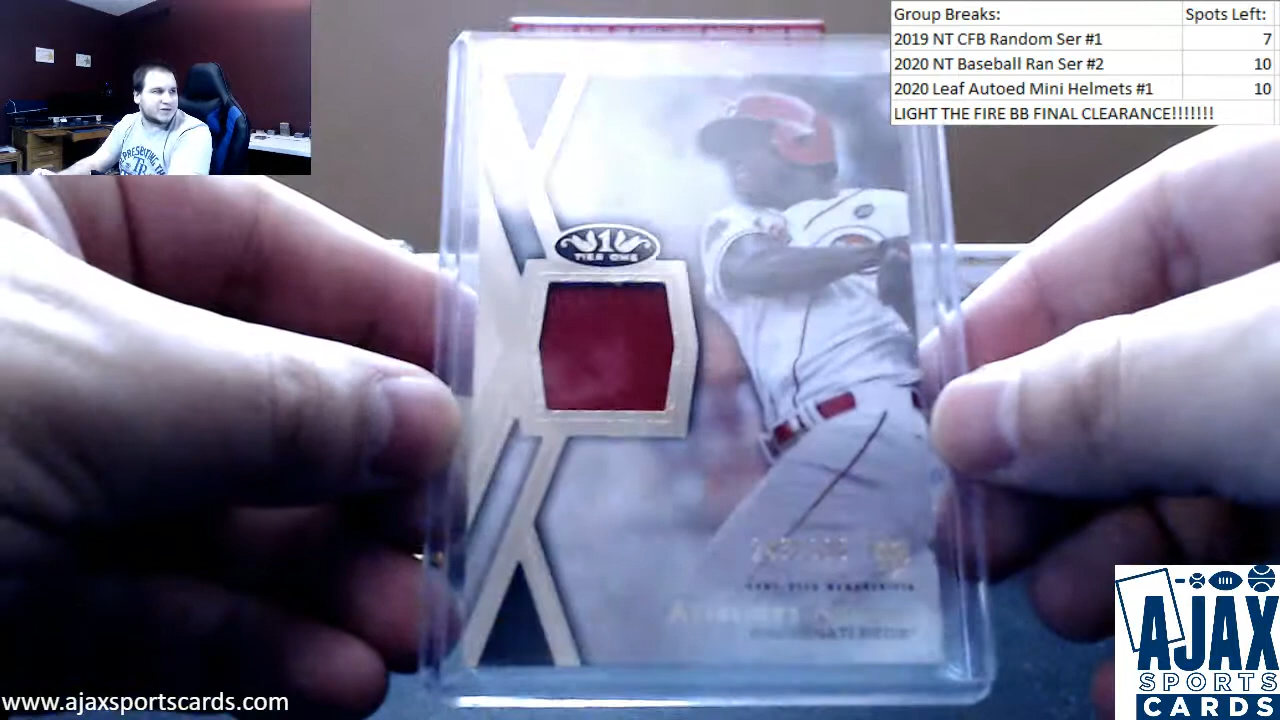 Group Breaks: Spots Left:
2019 NT CFB Random Ser #1 7
2020 NT Baseball Ran Ser #2 10
2020 Leaf Autoed Mini Helmets #1 10
LIGHT THE FIRE BB FINAL CLEARANCE!!!!!!!
1
TIER ONE
www.ajaxsportscards.com
AJAX
SPORTS
CARDS